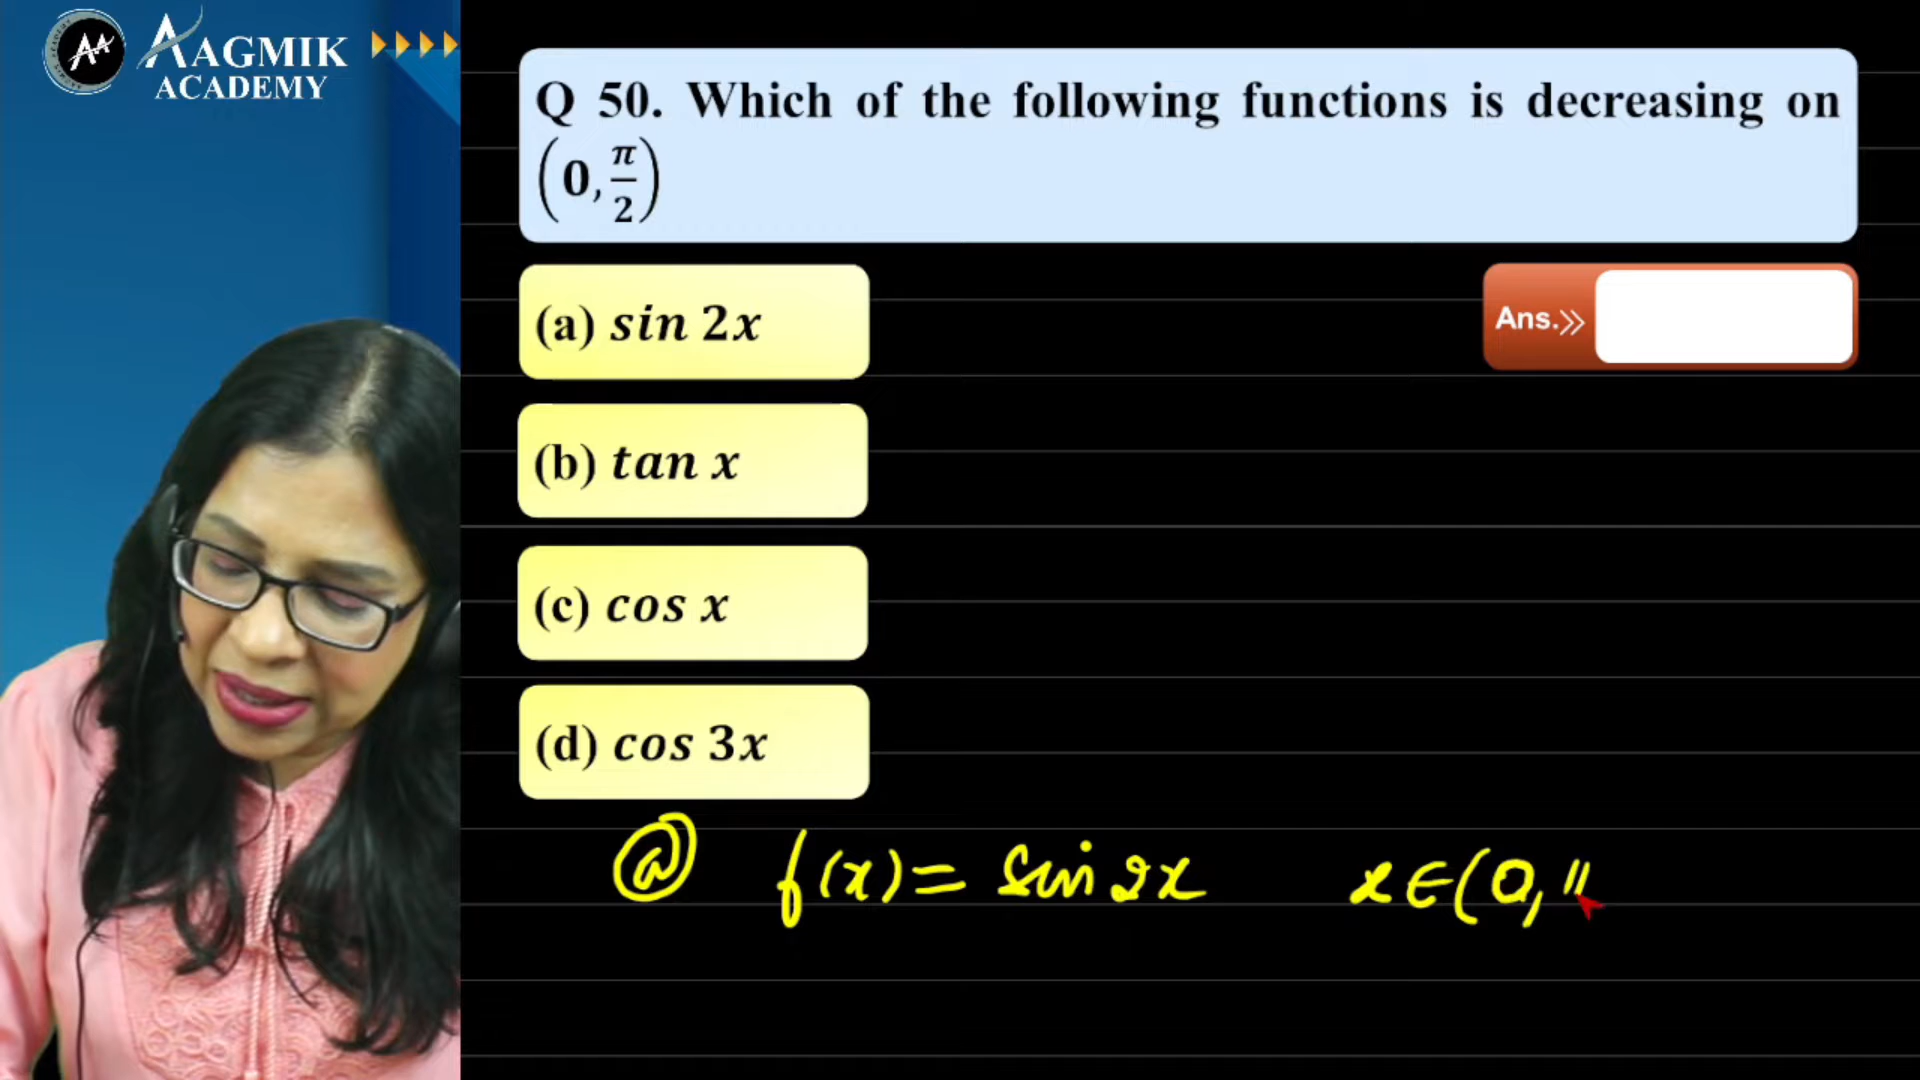 AAGMIK
ACADEMY
Q 50. Which of the following functions is decreasing on
(0, π/2)
(a) sin 2x
Ans.
(b) tan x
(c) cos x
(d) cos 3x
ⓐ f(x) = sin 2x x ∈ (0,